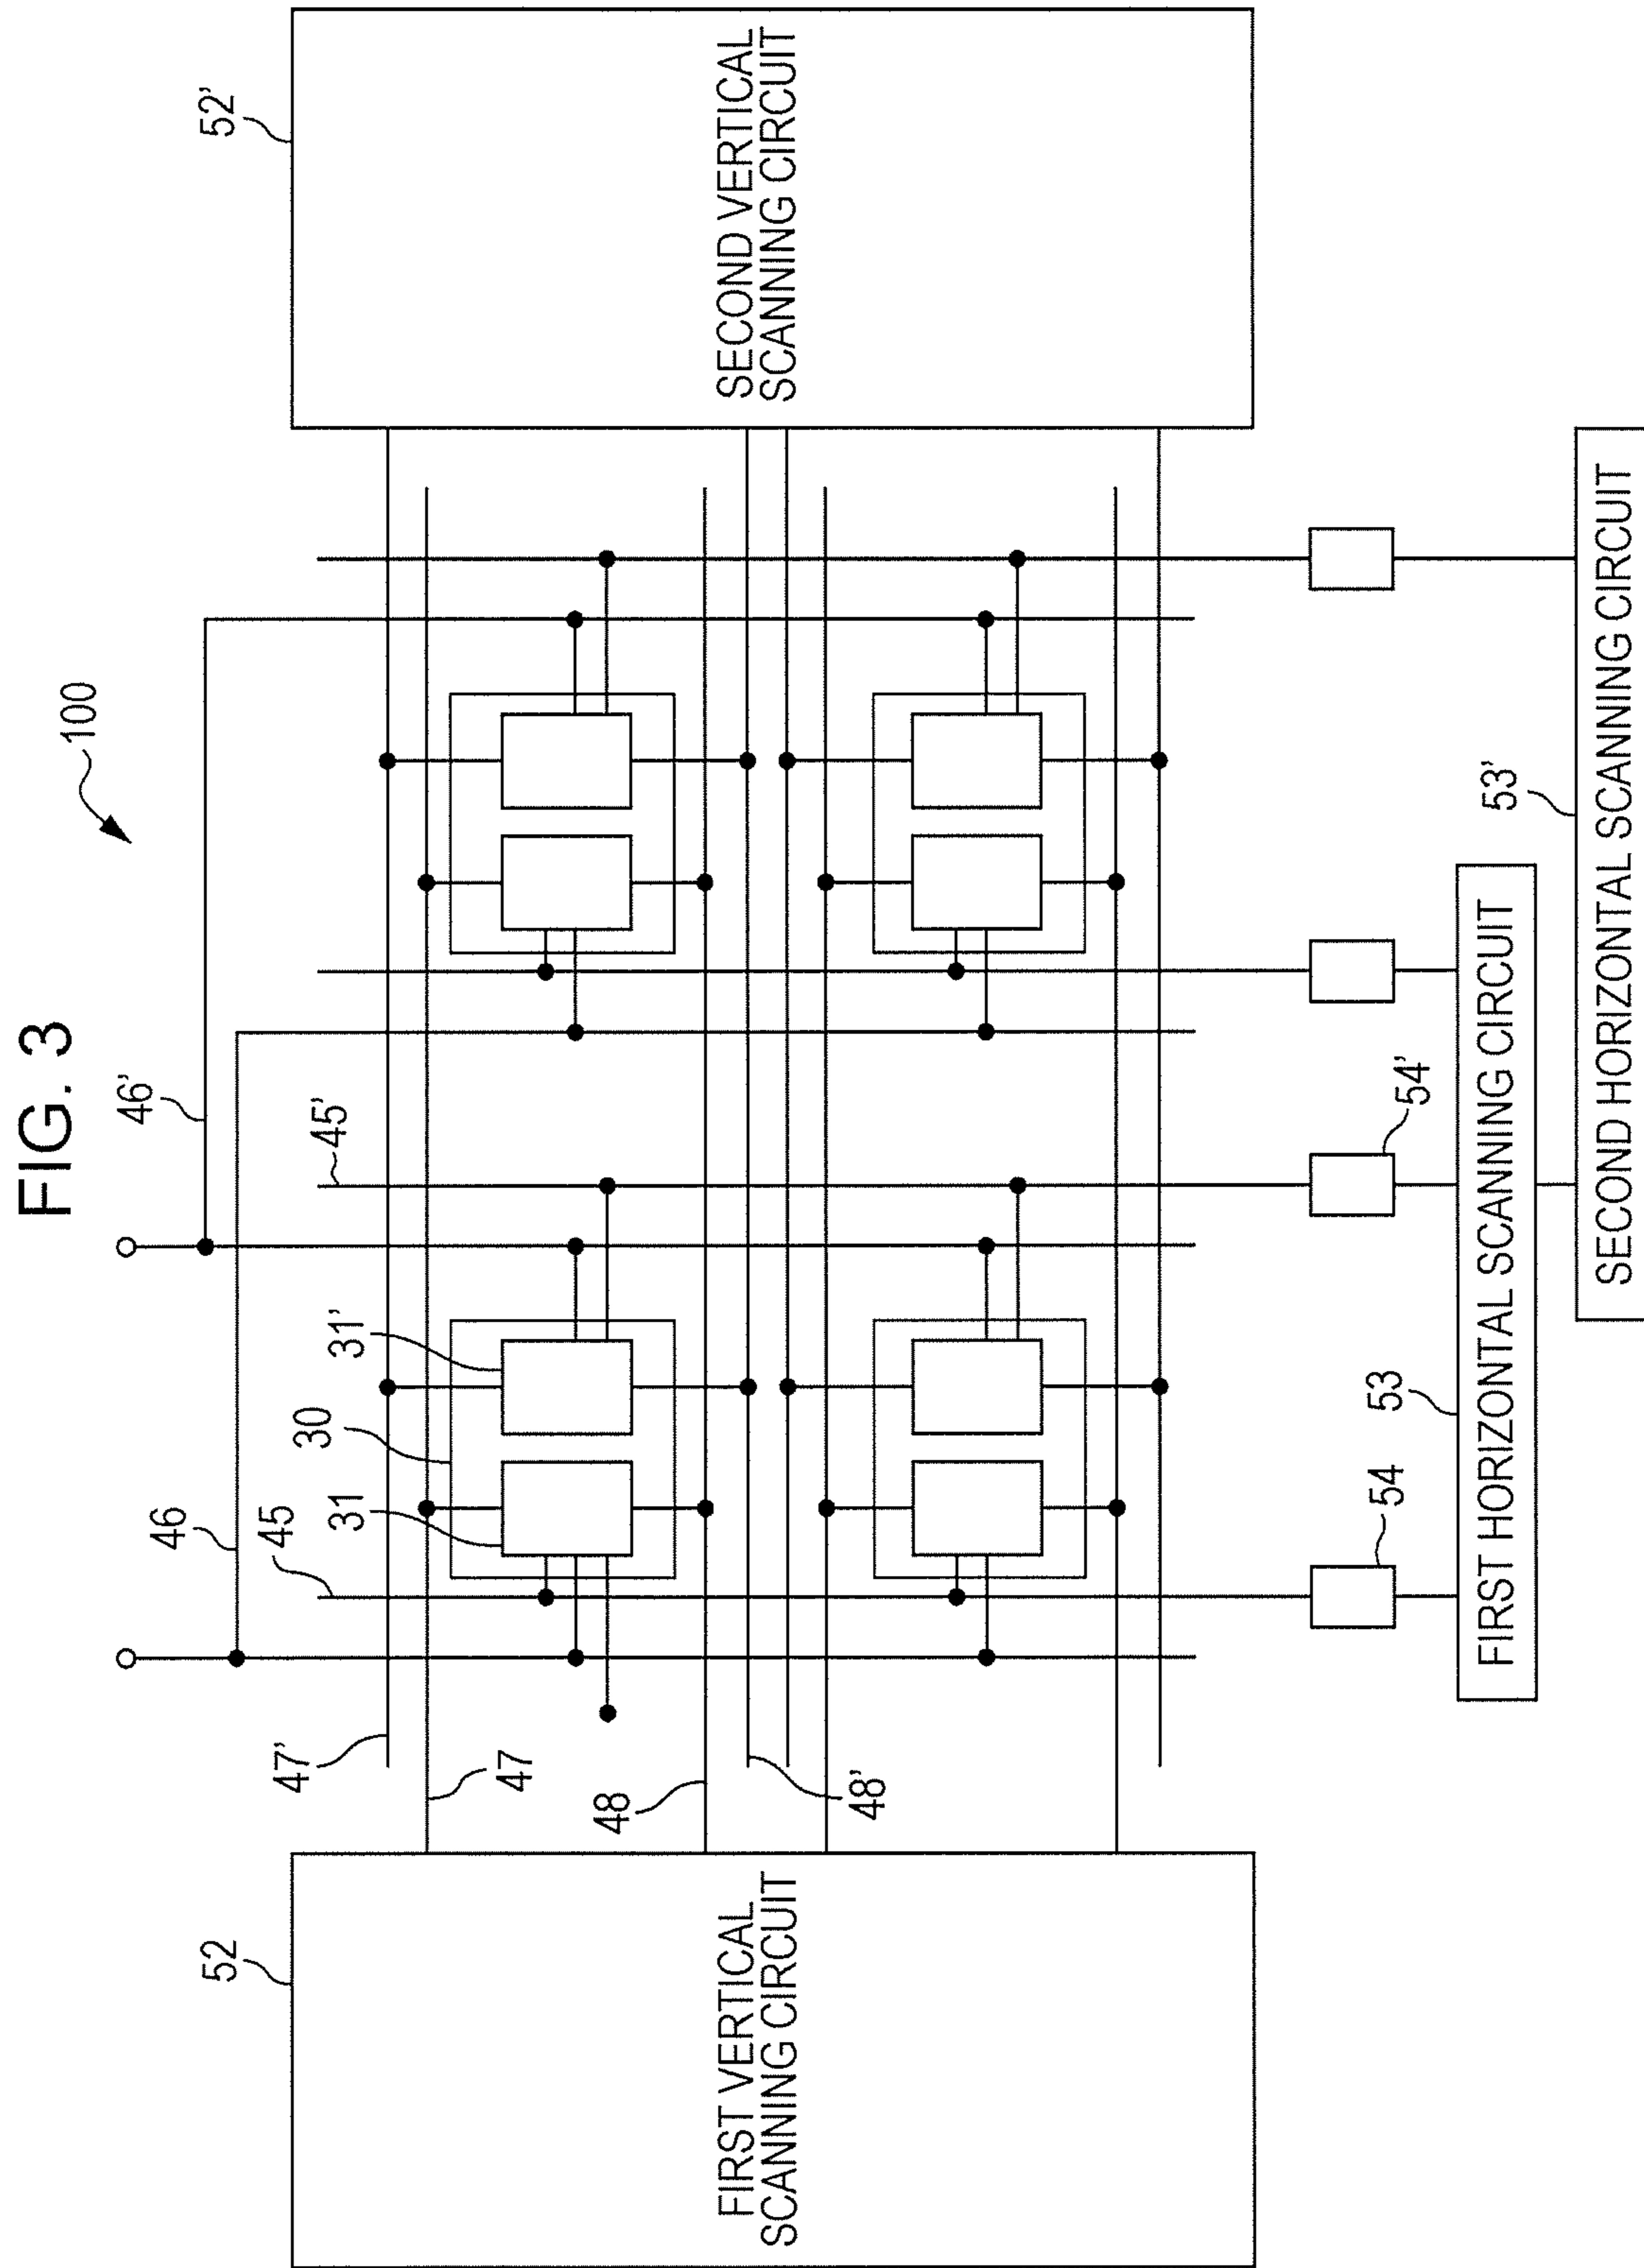 FIG. 3
100
46
46'
45
45'
30
31
31'
47'
47
48
48'
52
FIRST VERTICAL
SCANNING CIRCUIT
52'
SECOND VERTICAL
SCANNING CIRCUIT
54
54'
53
FIRST HORIZONTAL SCANNING CIRCUIT
53'
SECOND HORIZONTAL SCANNING CIRCUIT